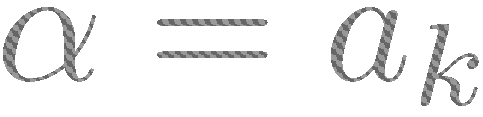 α = a_k